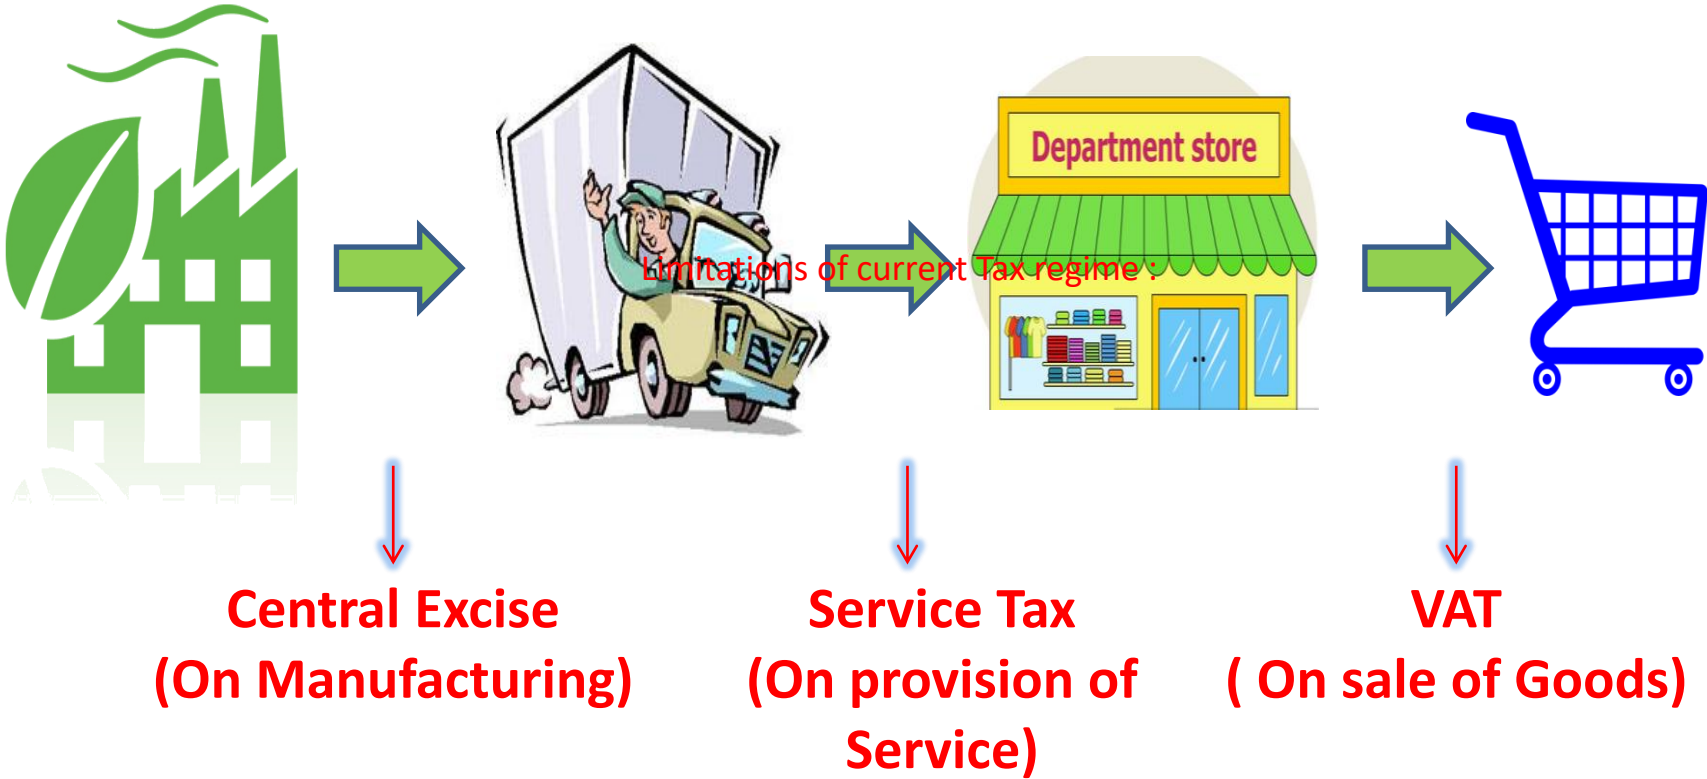 Department store
Limitations of current Tax regime :
Central Excise
(On Manufacturing)
Service Tax
(On provision of
Service)
VAT
( On sale of Goods)